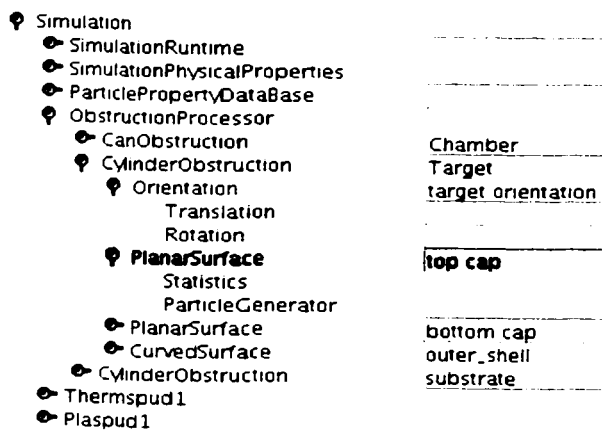 Simulation
SimulationRuntime
SimulationPhysicalProperties
ParticlePropertyDataBase
ObstructionProcessor
CanObstruction Chamber
CylinderObstruction Target
Orientation target orientation
Translation
Rotation
PlanarSurface top cap
Statistics
ParticleGenerator
PlanarSurface bottom cap
CurvedSurface outer_shell
CylinderObstruction substrate
Thermspud1
Plaspud1